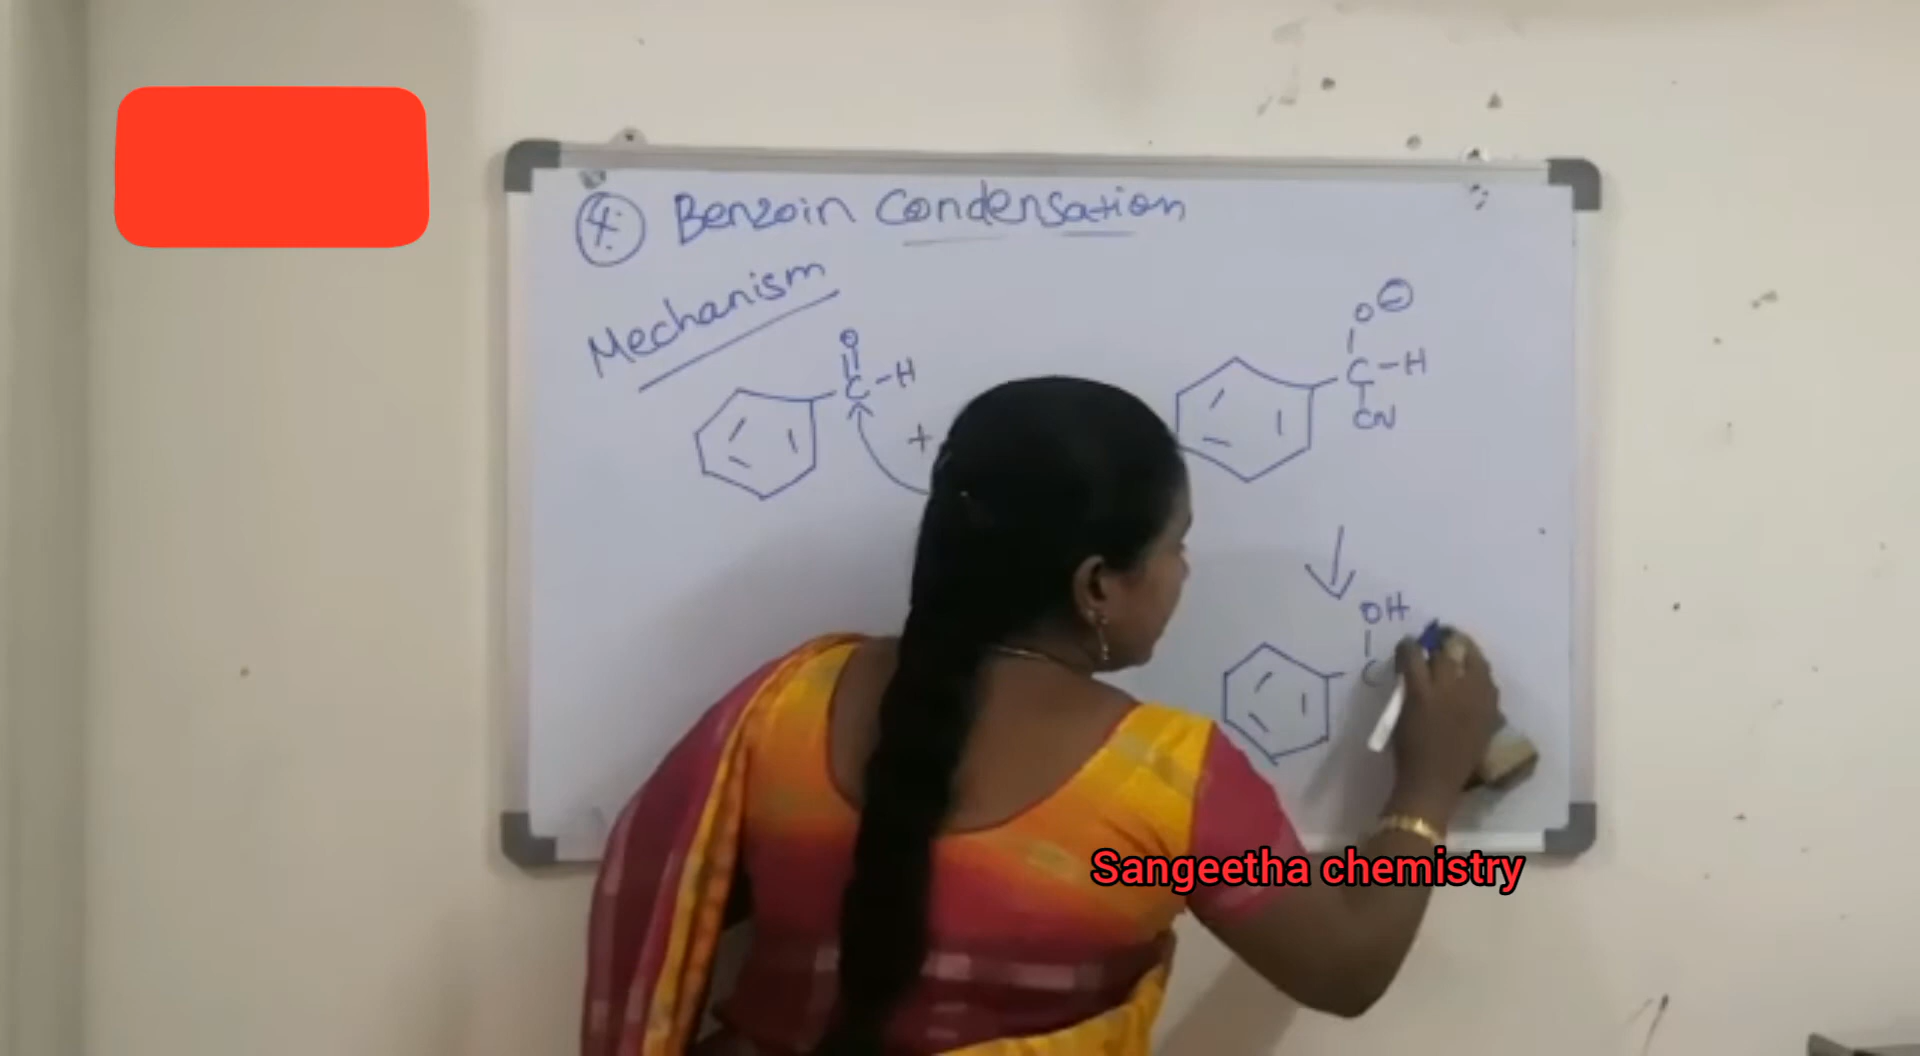 4. Benzoin Condensation
Mechanism
O
C-H
+
O⊖
C-H
CN
OH
C
Sangeetha chemistry